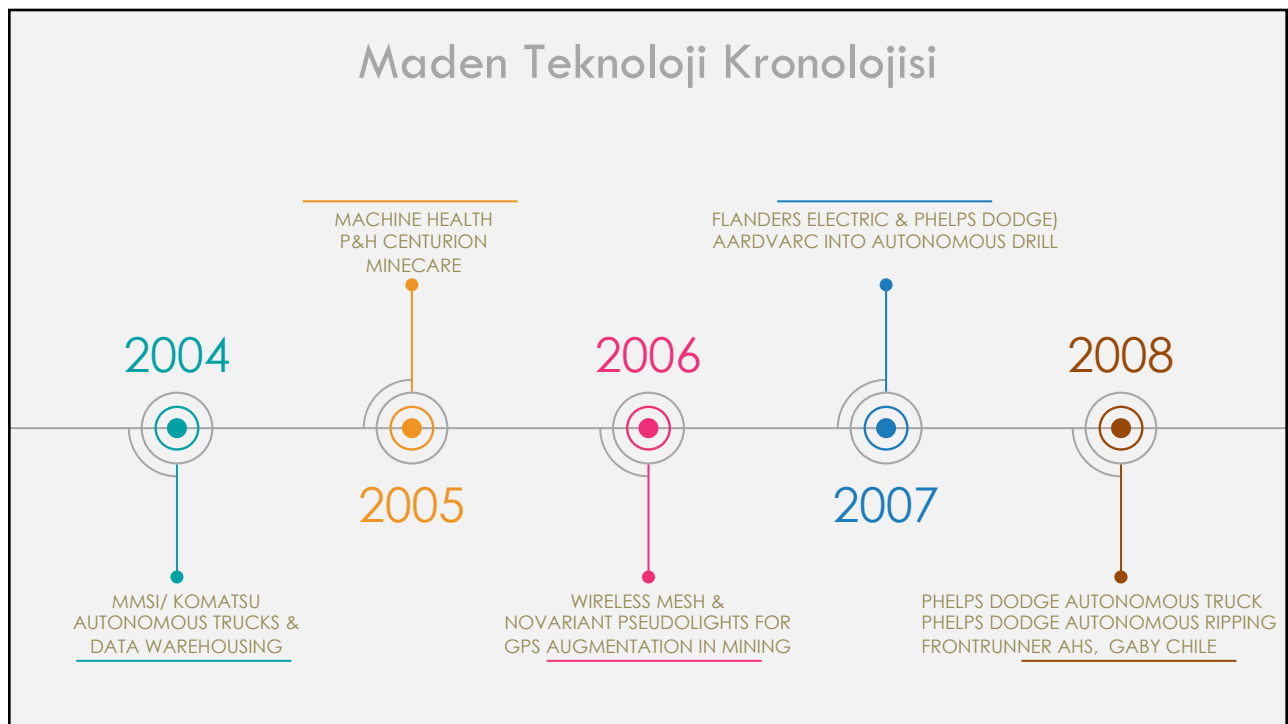 Maden Teknoloji Kronolojisi
2004
MMSI/ KOMATSU
AUTONOMOUS TRUCKS &
DATA WAREHOUSING
MACHINE HEALTH
P&H CENTURION
MINECARE
2005
2006
WIRELESS MESH &
NOVARIANT PSEUDOLIGHTS FOR
GPS AUGMENTATION IN MINING
FLANDERS ELECTRIC & PHELPS DODGE)
AARDVARC INTO AUTONOMOUS DRILL
2007
2008
PHELPS DODGE AUTONOMOUS TRUCK
PHELPS DODGE AUTONOMOUS RIPPING
FRONTRUNNER AHS, GABY CHILE